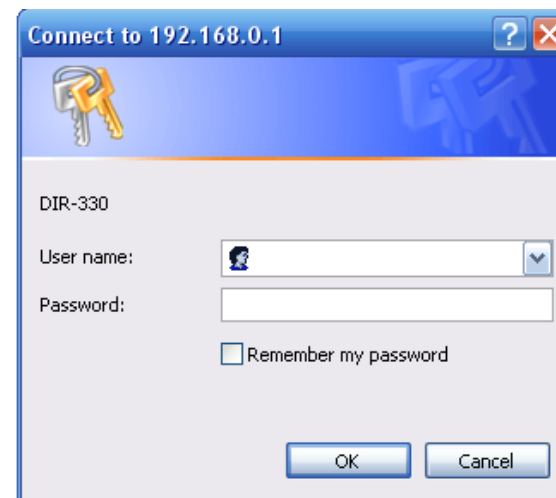 Connect to 192.168.0.1
DIR-330
User name:
Password:
Remember my password
OK Cancel